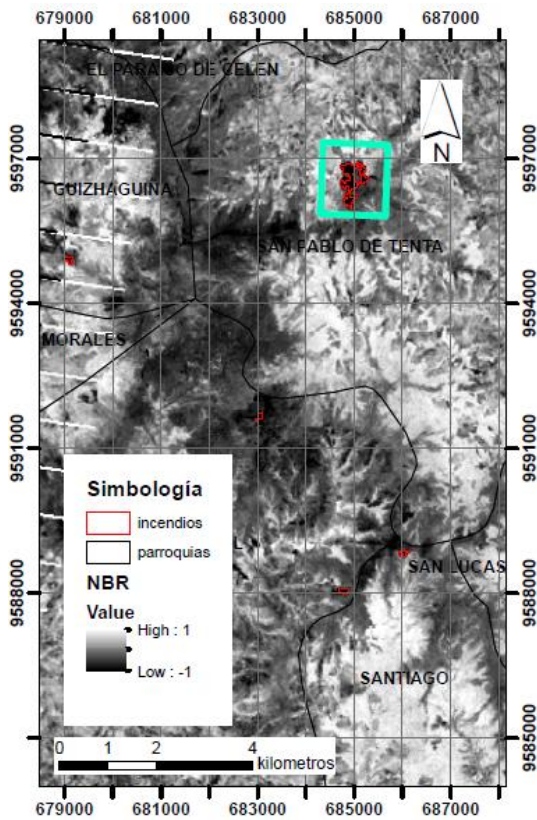 679000 681000 683000 685000 687000
EL PARAISO DE CELEN
9597000
9597000
N
GUIZHAGUIÑA
SAN PABLO DE TENTA
9594000
9594000
MORALES
9591000
9591000
Simbología
incendios
parroquias
NBR
Value
High : 1
Low : -1
SAN LUCAS
9588000
9588000
SANTIAGO
9585000
9585000
0 1 2 4
kilometros
679000 681000 683000 685000 687000